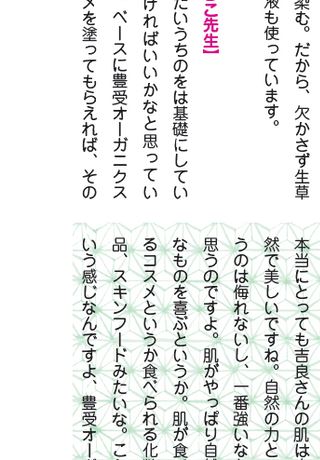 染む。だから、欠かさず生草
液も使っています。
こ先生】
たいうちのをは基礎にしてい
ければいいかなと思ってい
ベースに豊受オーガニクス
メを塗ってもらえれば、その
本当にとっても吉良さんの肌は
然で美しいですね。自然の力と
うのは侮れないし、一番強いな
思うのですよ。肌がやっぱり自
なものを喜ぶというか。肌が食
るコスメというか食べられる化
品、スキンフードみたいな。こ
いう感じなんですよ、豊受オー